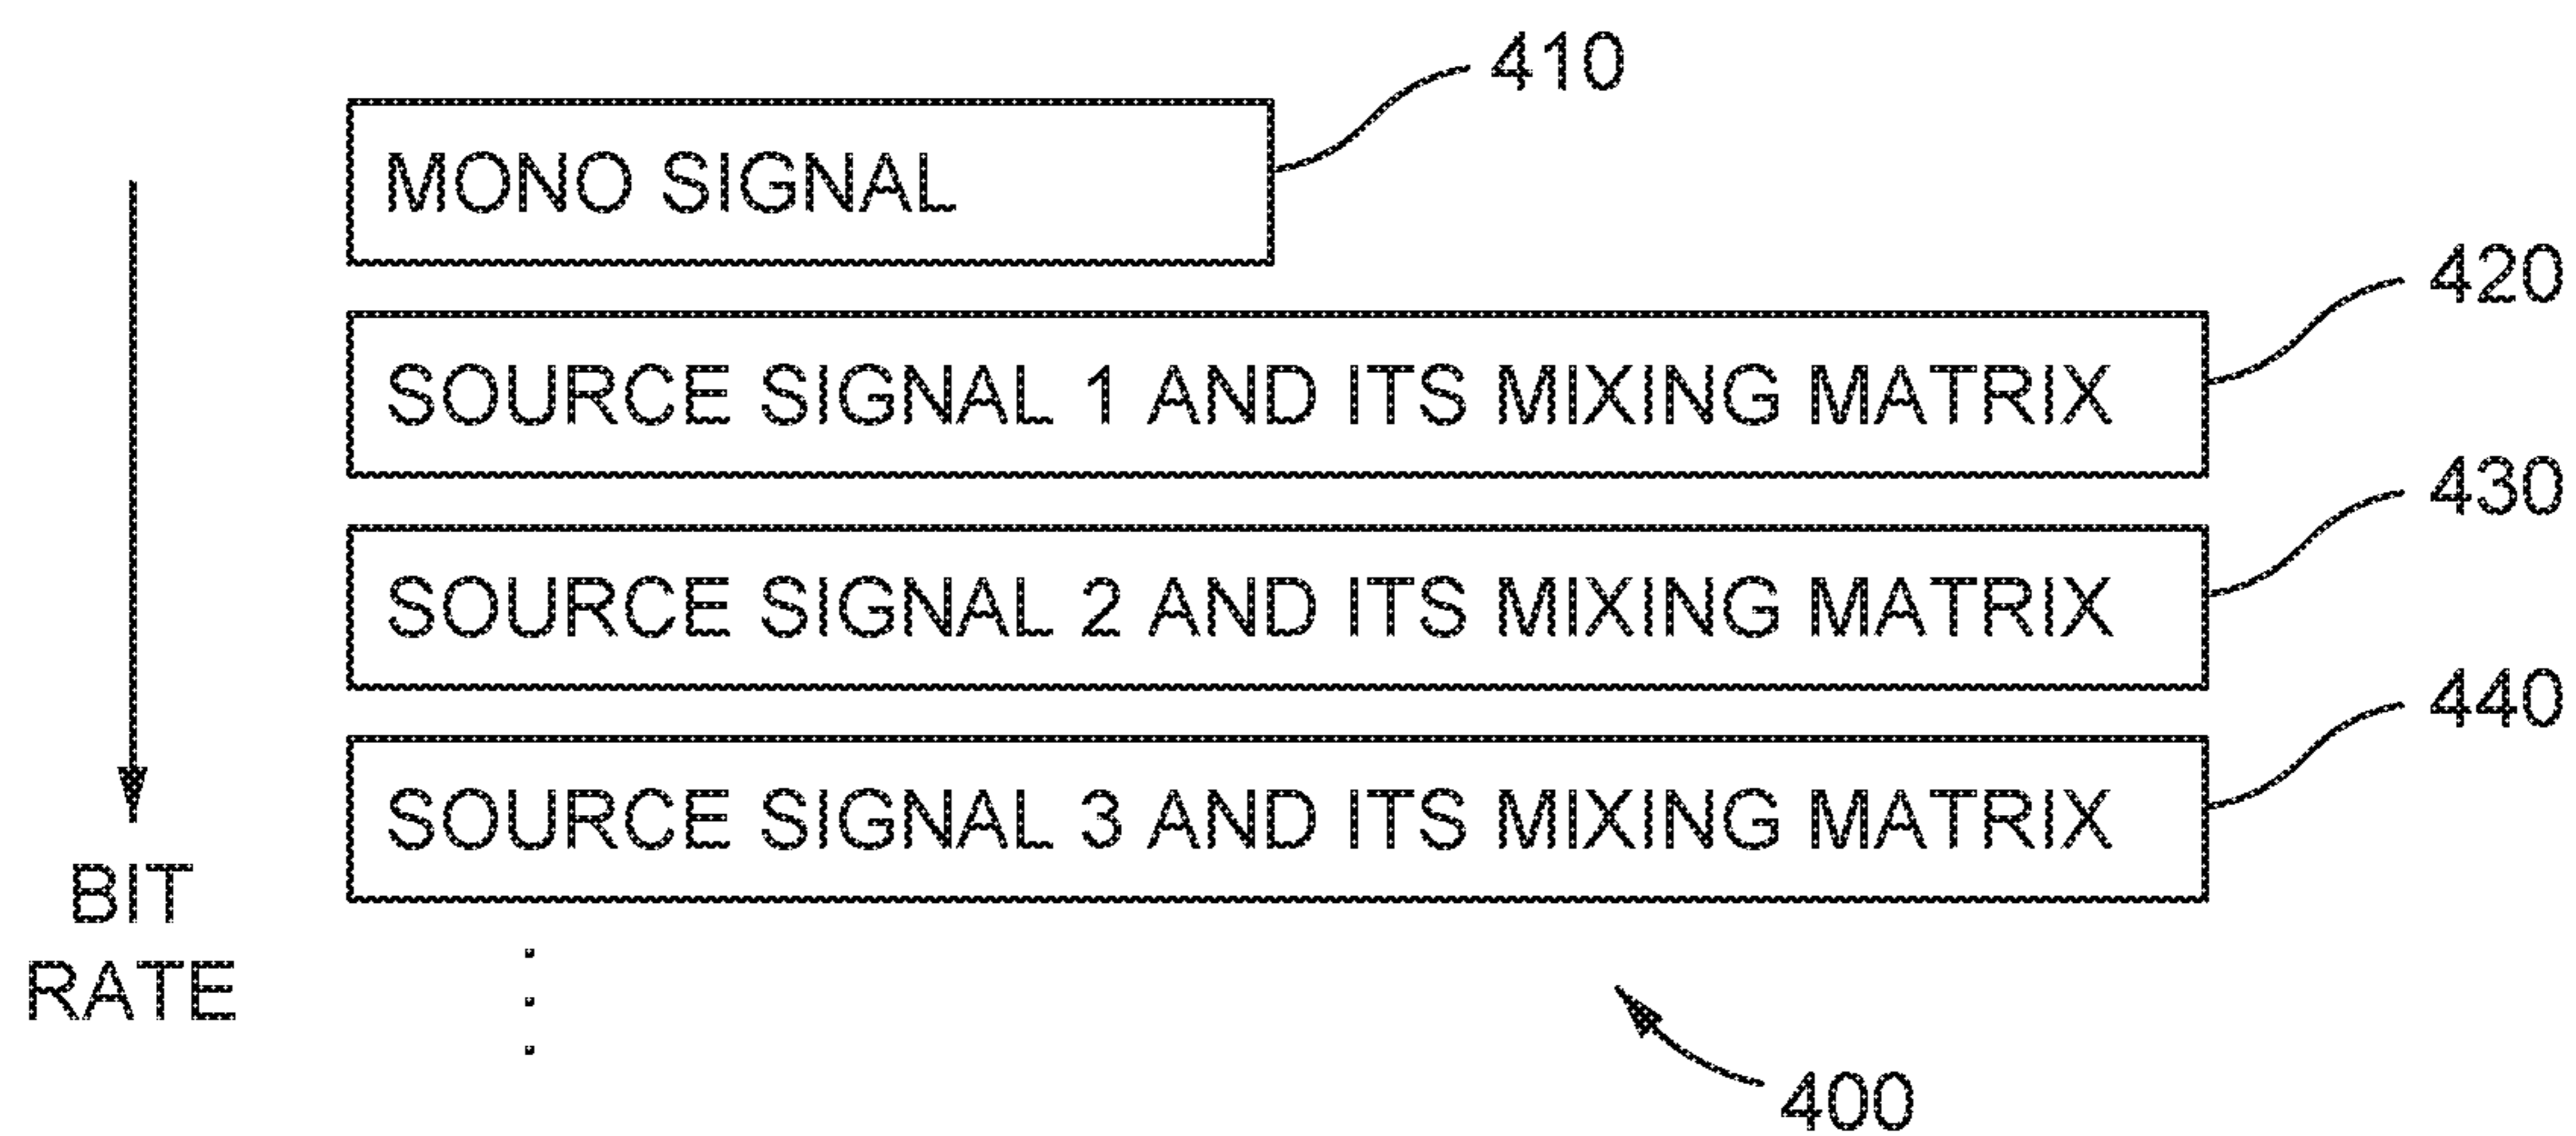 410
MONO SIGNAL
420
SOURCE SIGNAL 1 AND ITS MIXING MATRIX
430
SOURCE SIGNAL 2 AND ITS MIXING MATRIX
440
SOURCE SIGNAL 3 AND ITS MIXING MATRIX
BIT
RATE
400